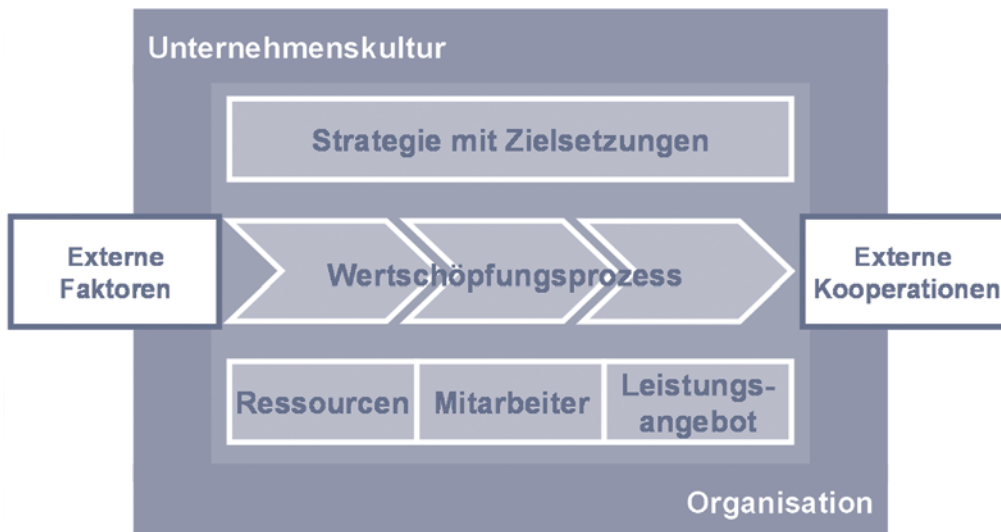 Unternehmenskultur
Strategie mit Zielsetzungen
Externe
Faktoren
Wertschöpfungsprozess
Externe
Kooperationen
Ressourcen
Mitarbeiter
Leistungs-
angebot
Organisation